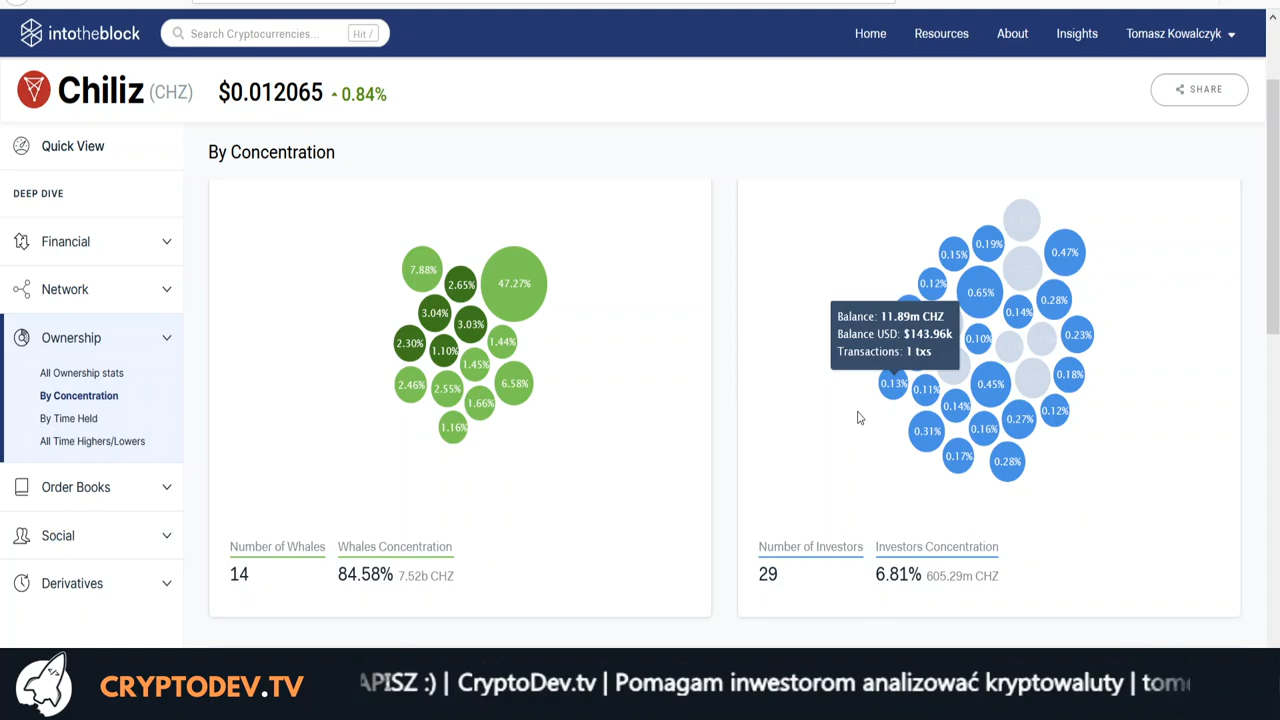 intotheblock
Search Cryptocurrencies...
Hit /
Home
Resources
About
Insights
Tomasz Kowalczyk
Chiliz (CHZ) $0.012065 0.84%
SHARE
Quick View
DEEP DIVE
Financial
Network
Ownership
All Ownership stats
By Concentration
By Time Held
All Time Highers/Lowers
Order Books
Social
Derivatives
By Concentration
7.88%
2.65%
47.27%
3.04%
3.03%
2.30%
1.10%
1.44%
1.45%
2.46%
2.55%
6.58%
1.66%
1.16%
Number of Whales
14
Whales Concentration
84.58% 7.52b CHZ
0.19%
0.15%
0.47%
0.12%
0.65%
0.28%
0.14%
Balance: 11.89m CHZ
Balance USD: $143.96k
Transactions: 1 txs
0.10%
0.23%
0.13%
0.11%
0.45%
0.18%
0.14%
0.12%
0.31%
0.16%
0.27%
0.17%
0.28%
Number of Investors
29
Investors Concentration
6.81% 605.29m CHZ
CRYPTODEV.TV
APISZ :) | CryptoDev.tv | Pomagam inwestorom analizować kryptowaluty | tom